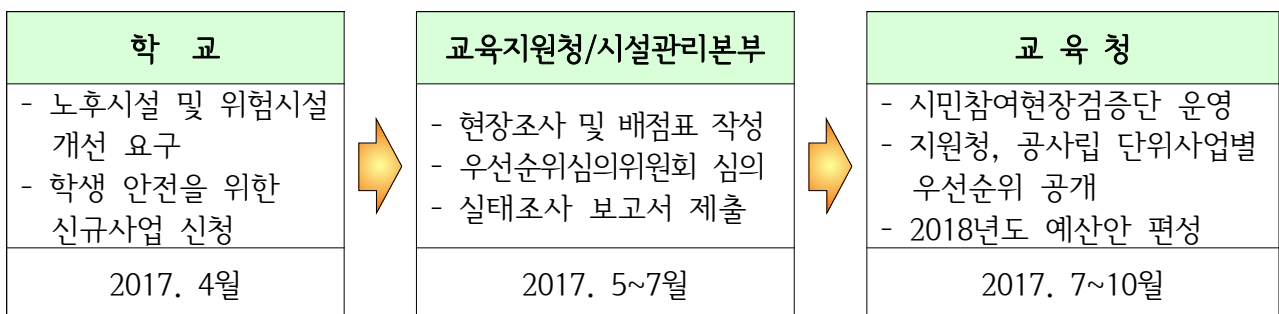 학 교
- 노후시설 및 위험시설
개선 요구
- 학생 안전을 위한
신규사업 신청
2017. 4월
교육지원청/시설관리본부
- 현장조사 및 배점표 작성
- 우선순위심의위원회 심의
- 실태조사 보고서 제출
2017. 5~7월
교 육 청
- 시민참여현장검증단 운영
- 지원청, 공사립 단위사업별
우선순위 공개
- 2018년도 예산안 편성
2017. 7~10월